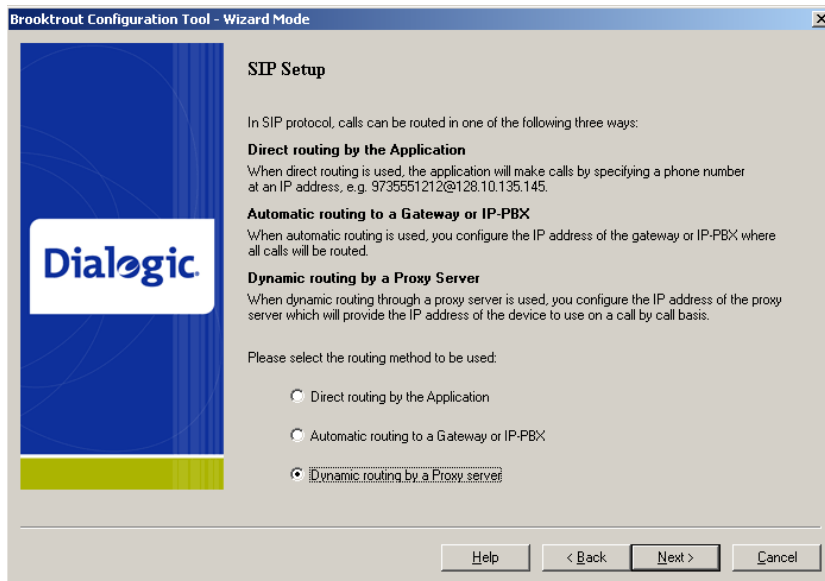 Brooktrout Configuration Tool - Wizard Mode
SIP Setup
In SIP protocol, calls can be routed in one of the following three ways:
Direct routing by the Application
When direct routing is used, the application will make calls by specifying a phone number
at an IP address, e.g. 9735551212@128.10.135.145.
Automatic routing to a Gateway or IP-PBX
When automatic routing is used, you configure the IP address of the gateway or IP-PBX where
all calls will be routed.
Dynamic routing by a Proxy Server
When dynamic routing through a proxy server is used, you configure the IP address of the proxy
server which will provide the IP address of the device to use on a call by call basis.
Dialogic.
Please select the routing method to be used:
Direct routing by the Application
Automatic routing to a Gateway or IP-PBX
Dynamic routing by a Proxy server
Help
< Back
Next >
Cancel